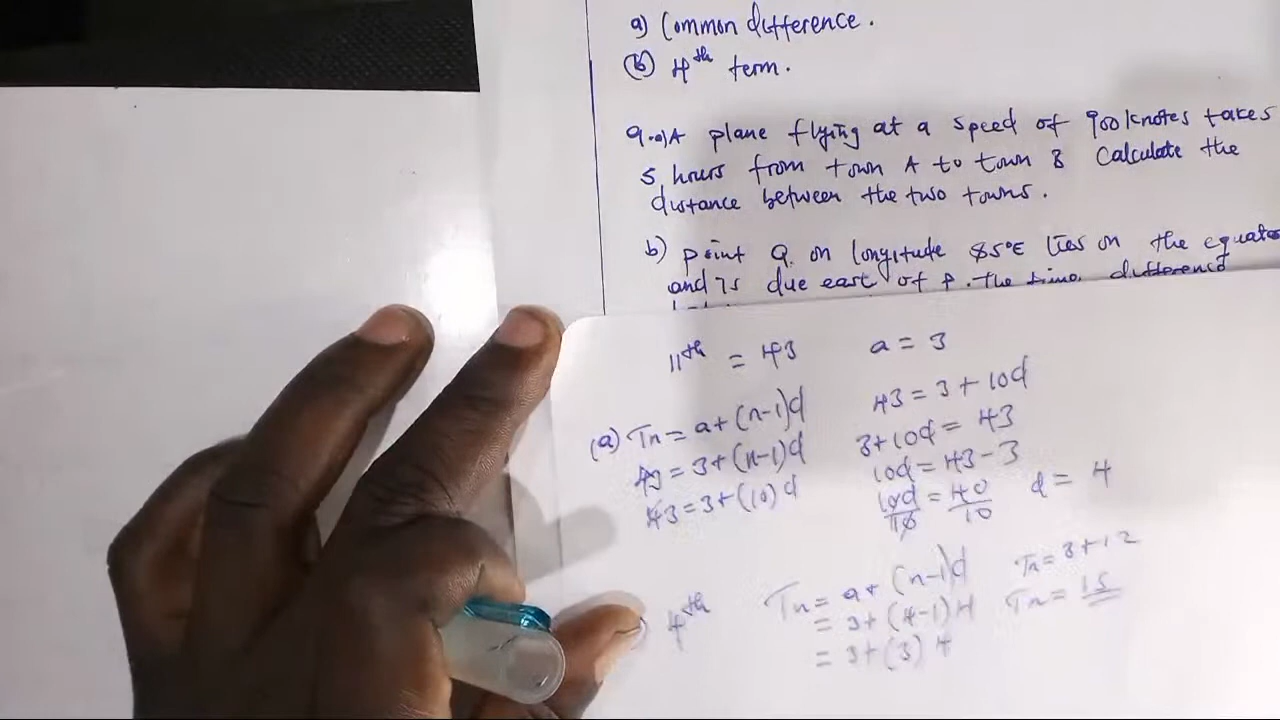 a) Common difference.
(b) 4th term.
9.a) A plane flying at a speed of 900 knotes takes
5 hours from town A to town B Calculate the
distance between the two towns.
b) point Q on longitude 85°E lies on the equato
and is due east of P. The time difference
11th = 43
a = 3
(a) Tn = a+(n-1)d
43 = 3+(n-1)d
43 = 3+(10)d
43 = 3 + 10d
3+10d = 43
10d = 43-3
10d/10 = 40/10
d = 4
4th
Tn = a+ (n-1)d
= 3+ (4-1)4
= 3+(3)4
Tn = 3+12
Tn = 15